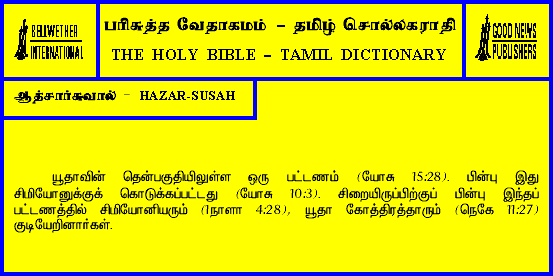 BELLWETHER
INTERNATIONAL
பரிசுத்த வேதாகமம் – தமிழ் சொல்லகராதி
THE HOLY BIBLE – TAMIL DICTIONARY
GOOD NEWS
PUBLISHERS
ஆத்சார்சுவால் – HAZAR-SUSAH
யூதாவின் தென்பகுதியிலுள்ள ஒரு பட்டணம் (யோசு 15:28). பின்பு இது
சிமியோனுக்குக் கொடுக்கப்பட்டது (யோசு 10:3). சிறையிருப்பிற்குப் பின்பு இந்தப்
பட்டணத்தில் சிமியோனியரும் (1நாளா 4:28), யூதா கோத்திரத்தாரும் (நெகே 11:27)
குடியேறினார்கள்.